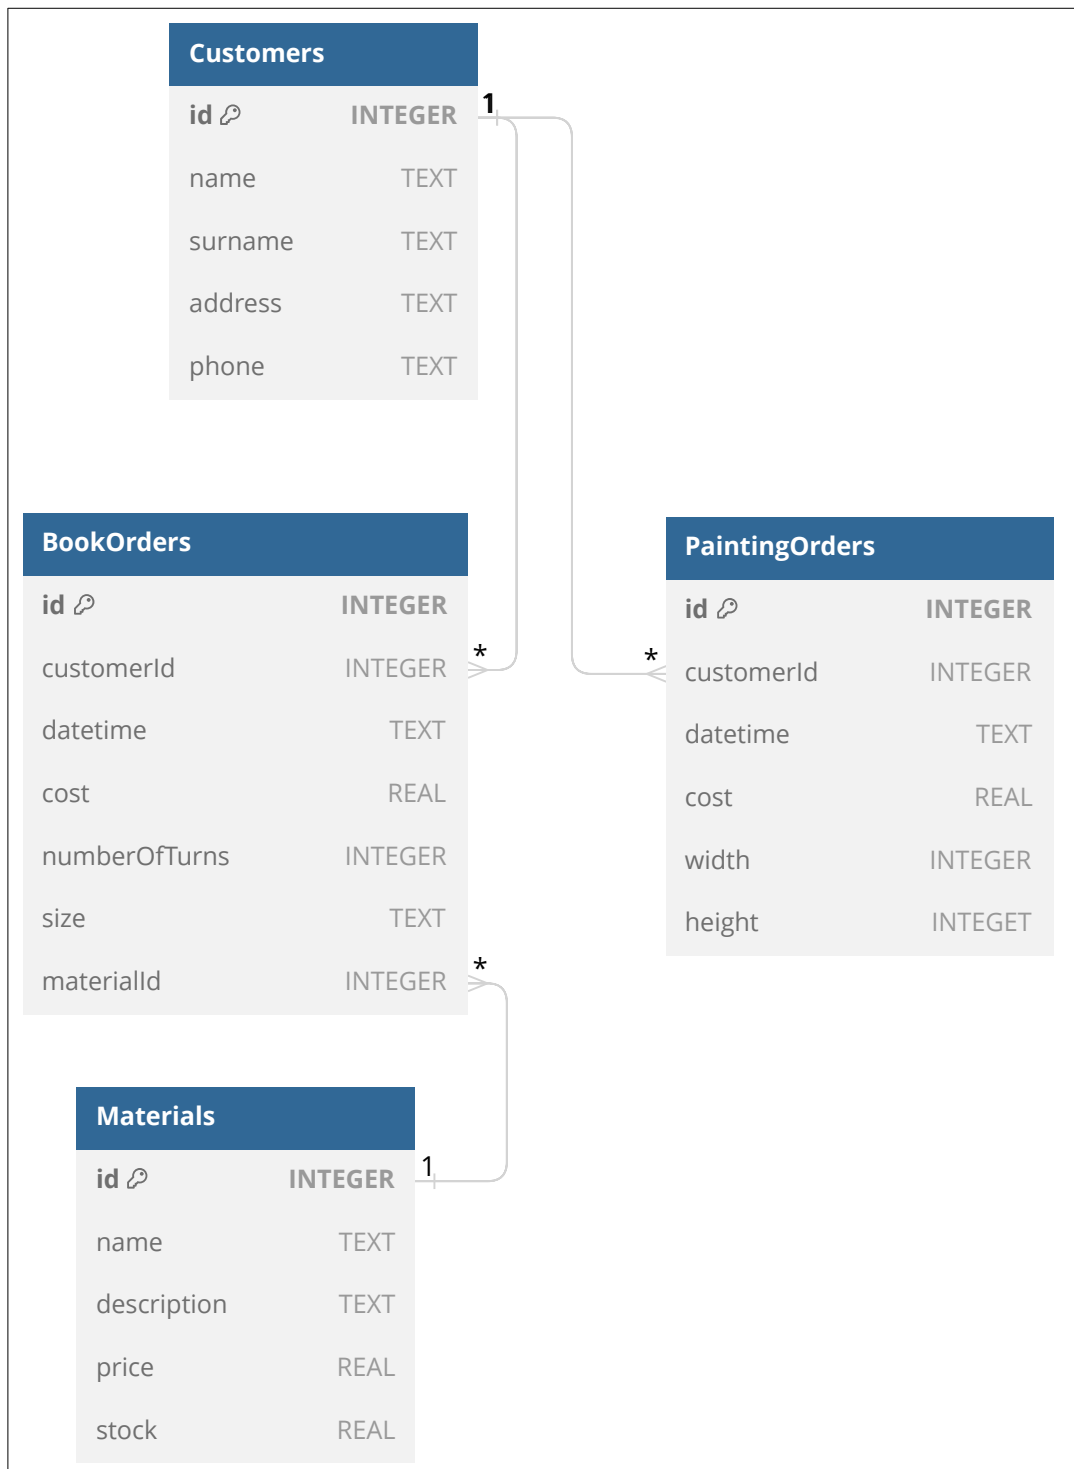 Customers
id INTEGER
name TEXT
surname TEXT
address TEXT
phone TEXT
1
BookOrders
id INTEGER
customerId INTEGER
datetime TEXT
cost REAL
numberOfTurns INTEGER
size TEXT
materialId INTEGER
*
*
PaintingOrders
id INTEGER
customerId INTEGER
datetime TEXT
cost REAL
width INTEGER
height INTEGET
*
Materials
id INTEGER
name TEXT
description TEXT
price REAL
stock REAL
1